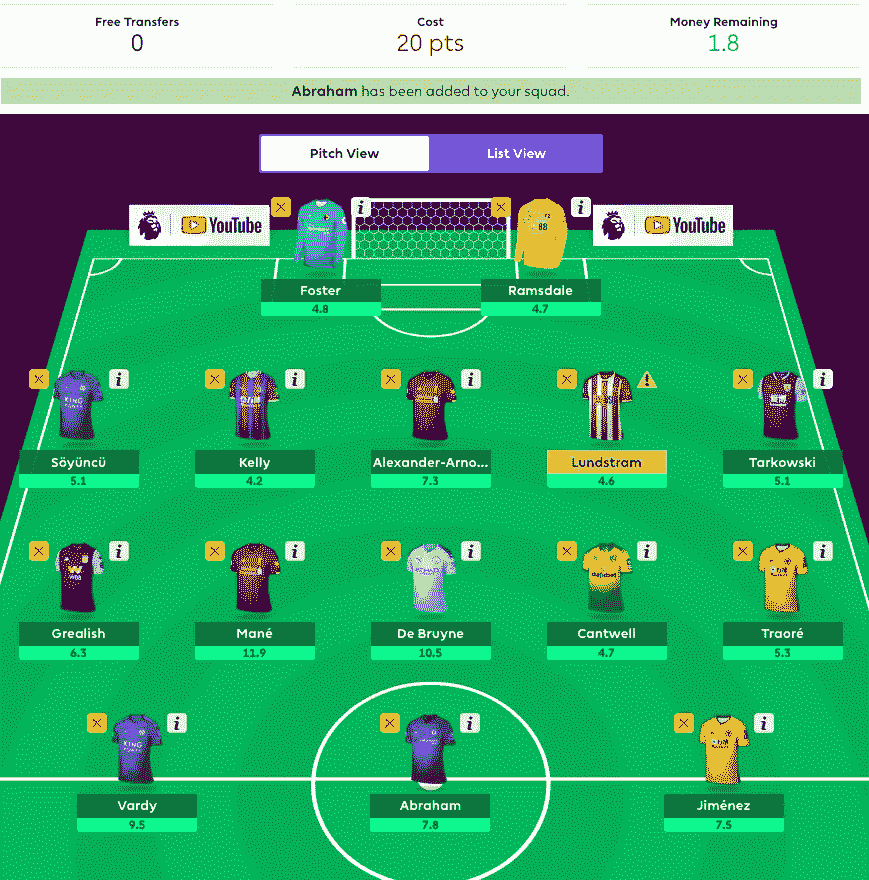 Free Transfers
Cost
Money Remaining
0
20 pts
1.8
Abraham has been added to your squad.
Pitch View
List View
YouTube
YouTube
88
Foster
Ramsdale
4.8
4.7
KING
Söyüncü
Kelly
Alexander-Arno...
Lundstram
Tarkowski
5.1
4.2
7.3
4.6
5.1
Grealish
Mané
De Bruyne
Cantwell
Traoré
6.3
11.9
10.5
4.7
5.3
KING
Vardy
Abraham
Jiménez
9.5
7.8
7.5